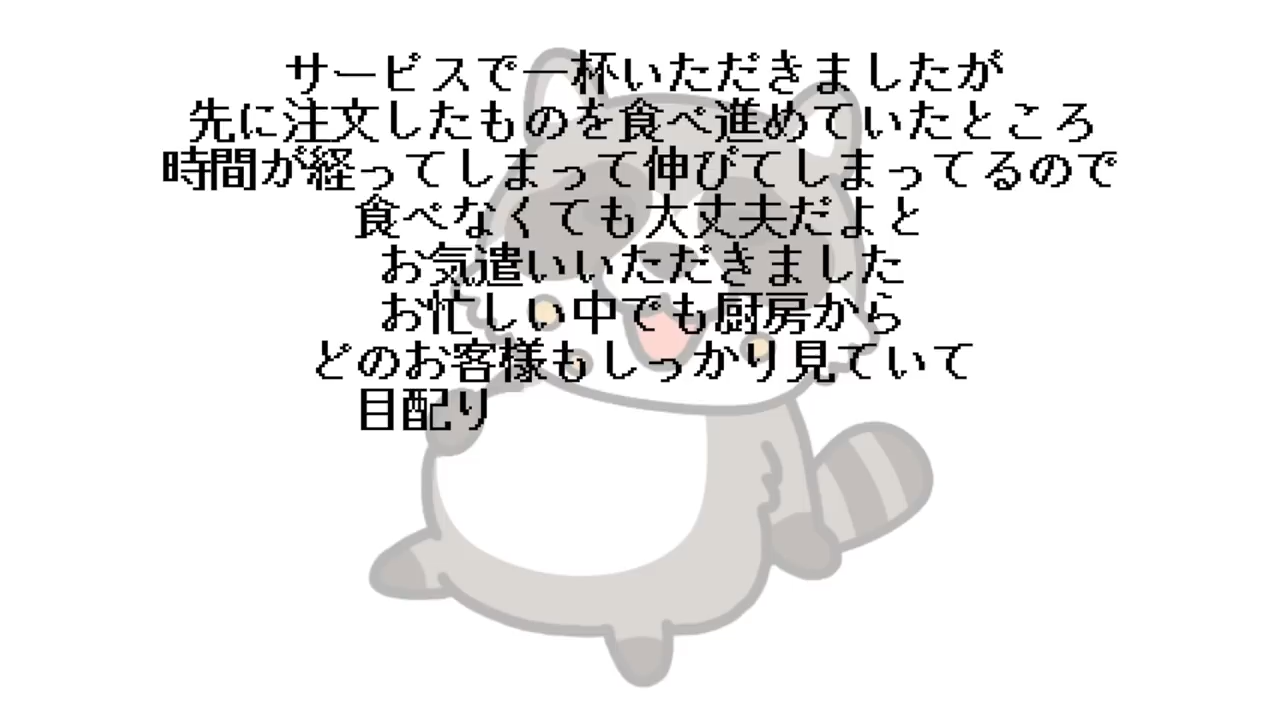 サービスで一杯いただきましたが
先に注文したものを食べ進めていたところ
時間が経ってしまって伸びてしまってるので
食べなくても大丈夫だよと
お気遣いいただきました
お忙しい中でも厨房から
どのお客様もしっかり見ていて
目配り